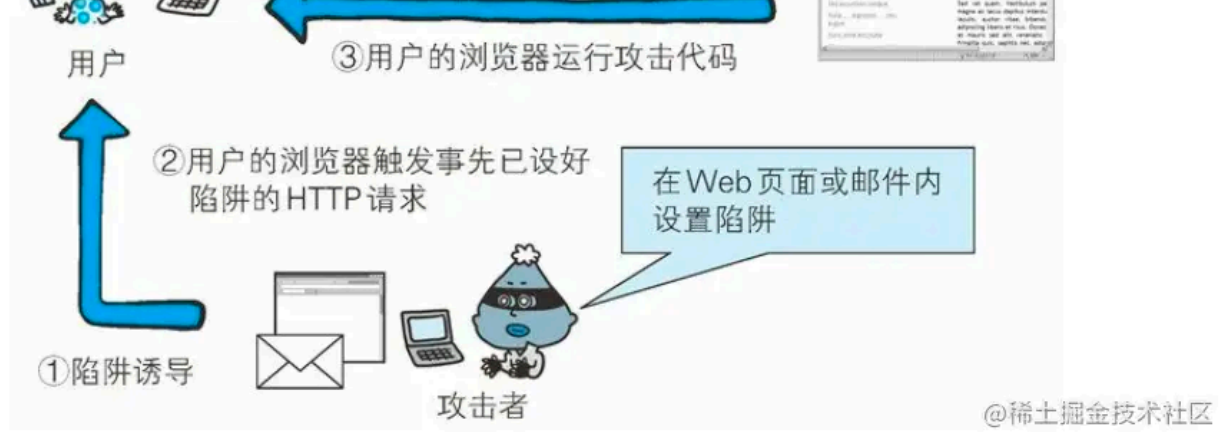 用户
③用户的浏览器运行攻击代码
②用户的浏览器触发事先已设好
陷阱的HTTP请求
在Web页面或邮件内
设置陷阱
①陷阱诱导
攻击者
@稀土掘金技术社区